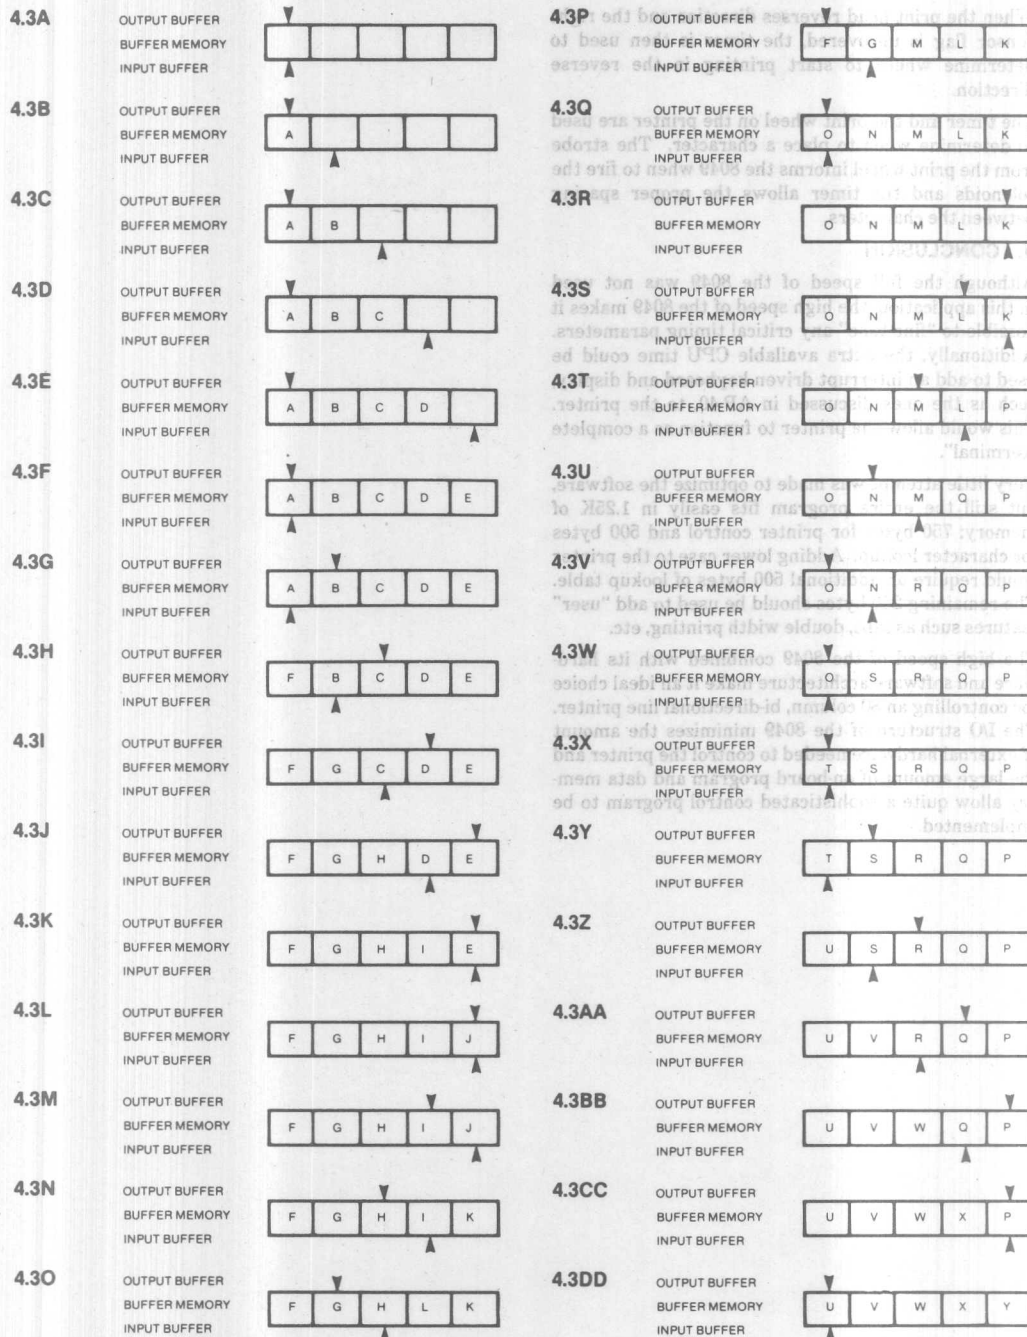 4.3A OUTPUT BUFFER
BUFFER MEMORY
INPUT BUFFER
4.3B OUTPUT BUFFER
BUFFER MEMORY A
INPUT BUFFER
4.3C OUTPUT BUFFER
BUFFER MEMORY A B
INPUT BUFFER
4.3D OUTPUT BUFFER
BUFFER MEMORY A B C
INPUT BUFFER
4.3E OUTPUT BUFFER
BUFFER MEMORY A B C D
INPUT BUFFER
4.3F OUTPUT BUFFER
BUFFER MEMORY A B C D E
INPUT BUFFER
4.3G OUTPUT BUFFER
BUFFER MEMORY A B C D E
INPUT BUFFER
4.3H OUTPUT BUFFER
BUFFER MEMORY F B C D E
INPUT BUFFER
4.3I OUTPUT BUFFER
BUFFER MEMORY F G C D E
INPUT BUFFER
4.3J OUTPUT BUFFER
BUFFER MEMORY F G H D E
INPUT BUFFER
4.3K OUTPUT BUFFER
BUFFER MEMORY F G H I E
INPUT BUFFER
4.3L OUTPUT BUFFER
BUFFER MEMORY F G H I J
INPUT BUFFER
4.3M OUTPUT BUFFER
BUFFER MEMORY F G H I J
INPUT BUFFER
4.3N OUTPUT BUFFER
BUFFER MEMORY F G H I K
INPUT BUFFER
4.3O OUTPUT BUFFER
BUFFER MEMORY F G H L K
INPUT BUFFER
4.3P OUTPUT BUFFER
BUFFER MEMORY F G M L K
INPUT BUFFER
4.3Q OUTPUT BUFFER
BUFFER MEMORY O N M L K
INPUT BUFFER
4.3R OUTPUT BUFFER
BUFFER MEMORY O N M L K
INPUT BUFFER
4.3S OUTPUT BUFFER
BUFFER MEMORY O N M L K
INPUT BUFFER
4.3T OUTPUT BUFFER
BUFFER MEMORY O N M L P
INPUT BUFFER
4.3U OUTPUT BUFFER
BUFFER MEMORY O N M Q P
INPUT BUFFER
4.3V OUTPUT BUFFER
BUFFER MEMORY O N R Q P
INPUT BUFFER
4.3W OUTPUT BUFFER
BUFFER MEMORY O S R Q P
INPUT BUFFER
4.3X OUTPUT BUFFER
BUFFER MEMORY T S R Q P
INPUT BUFFER
4.3Y OUTPUT BUFFER
BUFFER MEMORY T S R Q P
INPUT BUFFER
4.3Z OUTPUT BUFFER
BUFFER MEMORY U S R Q P
INPUT BUFFER
4.3AA OUTPUT BUFFER
BUFFER MEMORY U V R Q P
INPUT BUFFER
4.3BB OUTPUT BUFFER
BUFFER MEMORY U V W Q P
INPUT BUFFER
4.3CC OUTPUT BUFFER
BUFFER MEMORY U V W X P
INPUT BUFFER
4.3DD OUTPUT BUFFER
BUFFER MEMORY U V W X Y
INPUT BUFFER